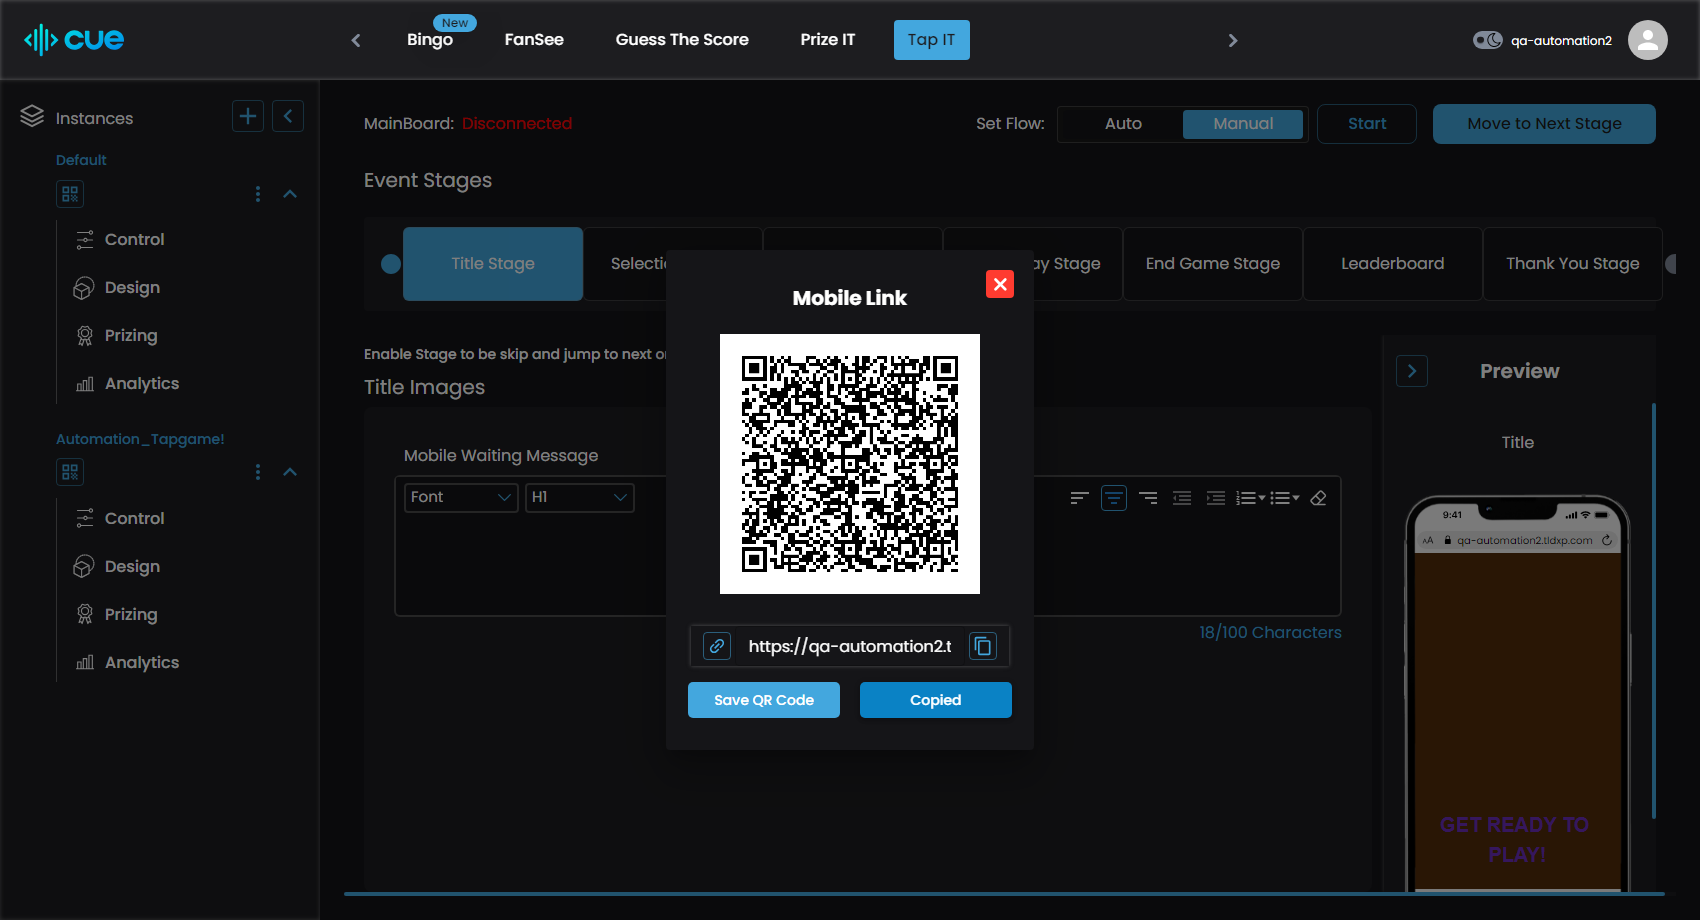 cue
New
Bingo
FanSee
Guess The Score
Prize IT
Tap IT
qa-automation2
Instances
Default
Control
Design
Prizing
Analytics
Automation_Tapgame!
Control
Design
Prizing
Analytics
MainBoard: Disconnected
Set Flow:
Auto
Manual
Start
Move to Next Stage
Event Stages
Title Stage
Selectio
ay Stage
End Game Stage
Leaderboard
Thank You Stage
Enable Stage to be skip and jump to next o
Title Images
Mobile Waiting Message
Font
H1
18/100 Characters
Mobile Link
https://qa-automation2.t
Save QR Code
Copied
Preview
Title
9:41
AA
qa-automation2.tldxp.com
GET READY TO
PLAY!